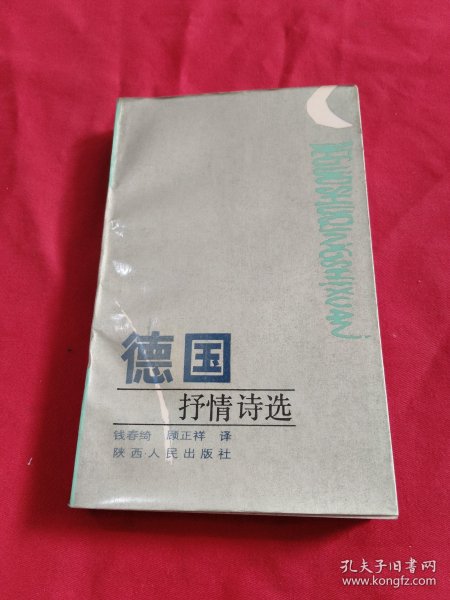 德国
抒情诗选
钱春绮 顾正祥 译
陕西人民出版社
孔夫子旧书网
www.kongfz.com